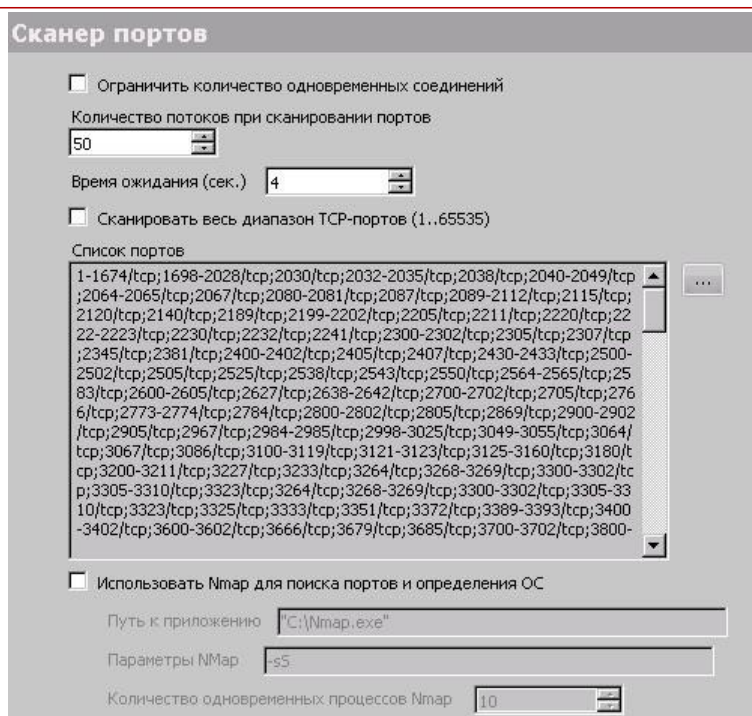 Сканер портов
Ограничить количество одновременных соединений
Количество потоков при сканировании портов
50
Время ожидания (сек.) 4
Сканировать весь диапазон TCP-портов (1..65535)
Список портов
1-1674/tcp;1698-2028/tcp;2030/tcp;2032-2035/tcp;2038/tcp;2040-2049/tcp
;2064-2065/tcp;2067/tcp;2080-2081/tcp;2087/tcp;2089-2112/tcp;2115/tcp;
2120/tcp;2140/tcp;2189/tcp;2199-2202/tcp;2205/tcp;2211/tcp;2220/tcp;22
22-2223/tcp;2230/tcp;2232/tcp;2241/tcp;2300-2302/tcp;2305/tcp;2307/tcp
;2345/tcp;2381/tcp;2400-2402/tcp;2405/tcp;2407/tcp;2430-2433/tcp;2500-
2502/tcp;2505/tcp;2525/tcp;2538/tcp;2543/tcp;2550/tcp;2564-2565/tcp;25
83/tcp;2600-2605/tcp;2627/tcp;2638-2642/tcp;2700-2702/tcp;2705/tcp;276
6/tcp;2773-2774/tcp;2784/tcp;2800-2802/tcp;2805/tcp;2869/tcp;2900-2902
/tcp;2905/tcp;2967/tcp;2984-2985/tcp;2998-3025/tcp;3049-3055/tcp;3064/
tcp;3067/tcp;3086/tcp;3100-3119/tcp;3121-3123/tcp;3125-3160/tcp;3180/t
cp;3200-3211/tcp;3227/tcp;3233/tcp;3264/tcp;3268-3269/tcp;3300-3302/tc
p;3305-3310/tcp;3323/tcp;3264/tcp;3268-3269/tcp;3300-3302/tcp;3305-33
10/tcp;3323/tcp;3325/tcp;3333/tcp;3351/tcp;3372/tcp;3389-3393/tcp;3400
-3402/tcp;3600-3602/tcp;3666/tcp;3679/tcp;3685/tcp;3700-3702/tcp;3800-
...
Использовать Nmap для поиска портов и определения ОС
Путь к приложению "C:\Nmap.exe"
Параметры NMap -sS
Количество одновременных процессов Nmap 10